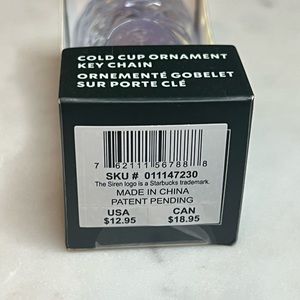 COLD CUP ORNAMENT
KEY CHAIN
ORNEMENTÉ GOBELET
SUR PORTE CLÉ
7 62111 56788 8
SKU # 011147230
The Siren logo is a Starbucks trademark.
MADE IN CHINA
PATENT PENDING
USA CAN
$12.95 $18.95